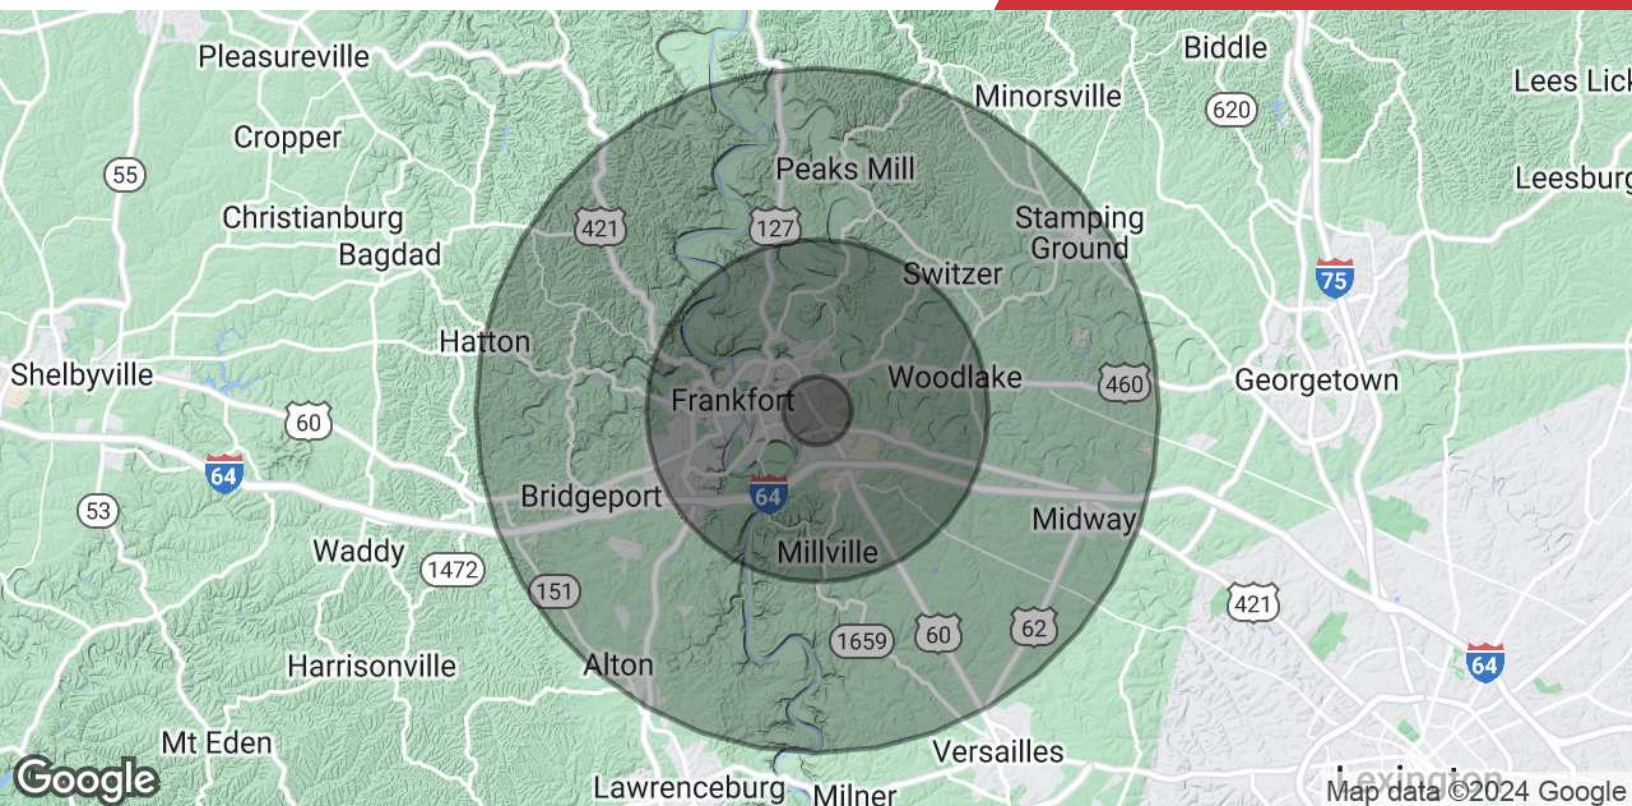 Pleasureville
Biddle
Lees Lick
Minorsville
620
Cropper
55
Peaks Mill
Leesburg
Christianburg
421
127
Stamping
Ground
Bagdad
Switzer
75
Hatton
Shelbyville
Woodlake
460
Georgetown
Frankfort
60
64
Bridgeport
64
53
Midway
Waddy
Millville
1472
151
421
1659
60
62
Harrisonville
Alton
64
Mt Eden
Versailles
Google
Lawrenceburg
Milner
Lexington
Map data ©2024 Google